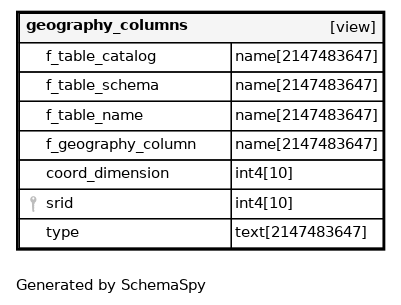 geography_columns [view]
f_table_catalog name[2147483647]
f_table_schema name[2147483647]
f_table_name name[2147483647]
f_geography_column name[2147483647]
coord_dimension int4[10]
srid int4[10]
type text[2147483647]
Generated by SchemaSpy